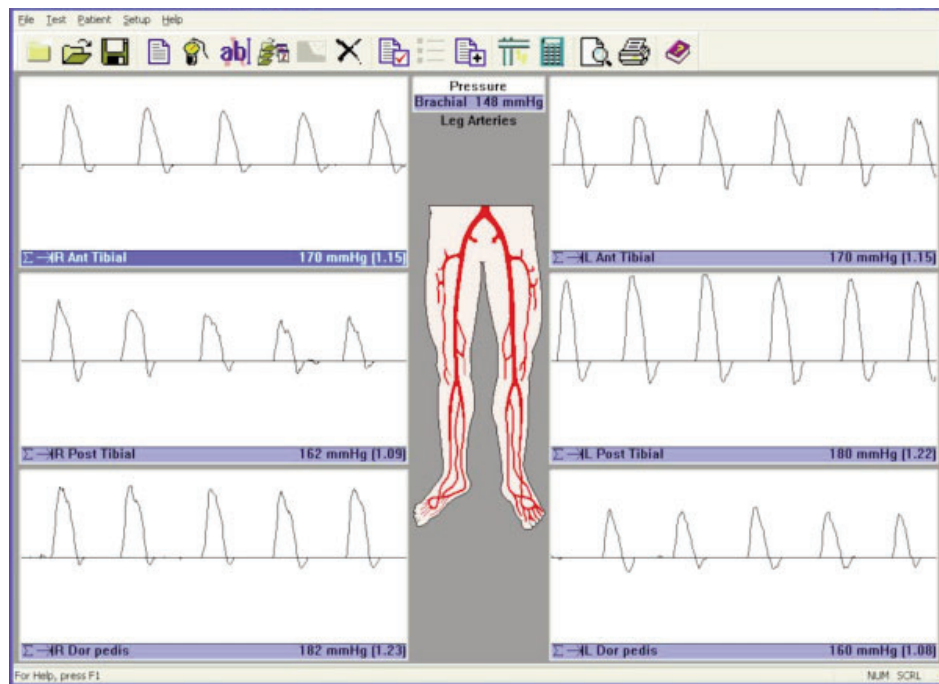 File Test Patient Setup Help
ab
12
Pressure
Brachial 148 mmHg
Leg Arteries
Σ R Ant Tibial 170 mmHg (1.15)
Σ L Ant Tibial 170 mmHg (1.15)
Σ R Post Tibial 162 mmHg (1.09)
Σ L Post Tibial 180 mmHg (1.22)
Σ R Dor pedis 182 mmHg (1.23)
Σ L Dor pedis 160 mmHg (1.08)
For Help, press F1 NUM SCRL